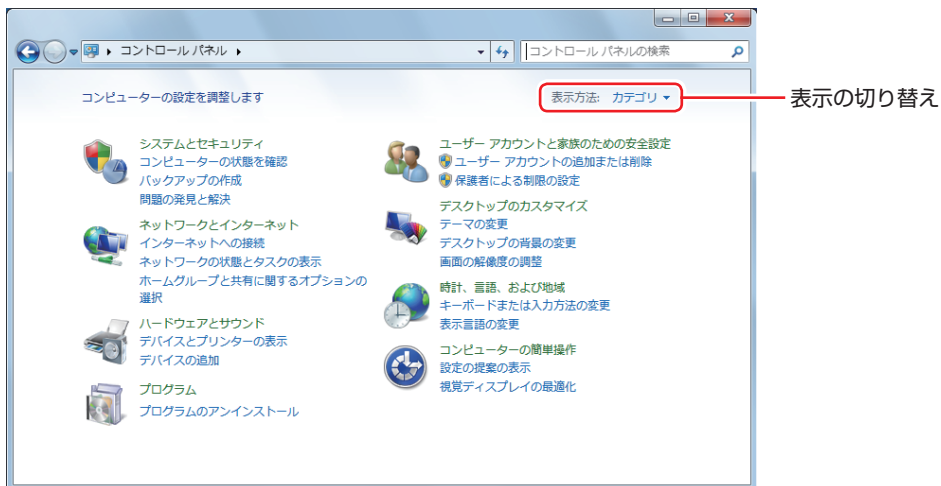 コントロール パネル
コントロール パネルの検索
コンピューターの設定を調整します
表示方法: カテゴリ
表示の切り替え
システムとセキュリティ
コンピューターの状態を確認
バックアップの作成
問題の発見と解決
ネットワークとインターネット
インターネットへの接続
ネットワークの状態とタスクの表示
ホームグループと共有に関するオプションの
選択
ハードウェアとサウンド
デバイスとプリンターの表示
デバイスの追加
プログラム
プログラムのアンインストール
ユーザー アカウントと家族のための安全設定
ユーザー アカウントの追加または削除
保護者による制限の設定
デスクトップのカスタマイズ
テーマの変更
デスクトップの背景の変更
画面の解像度の調整
時計、言語、および地域
キーボードまたは入力方法の変更
表示言語の変更
コンピューターの簡単操作
設定の提案の表示
視覚ディスプレイの最適化